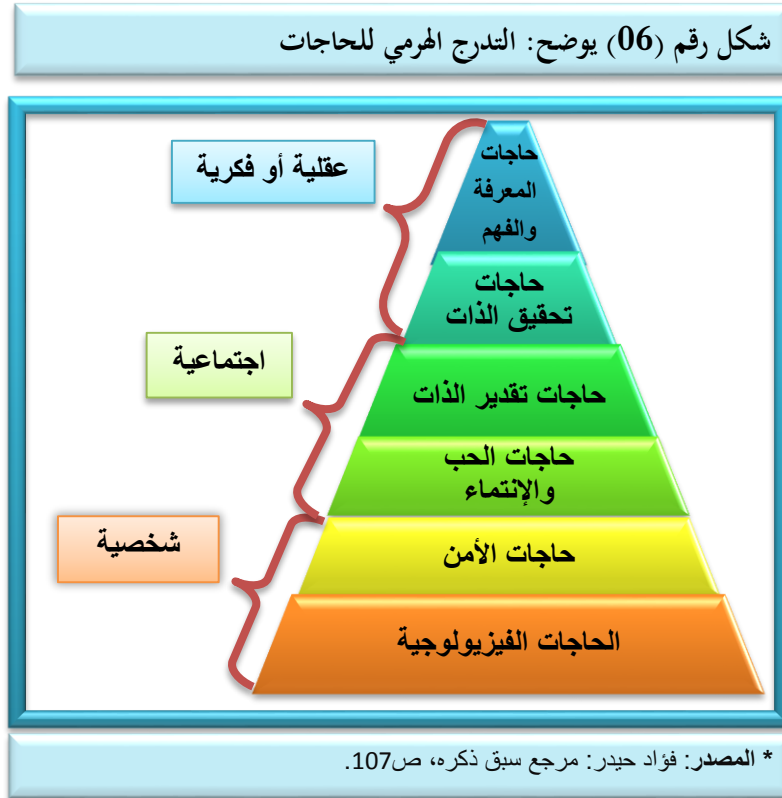 شكل رقم (06) يوضح: التدرج الهرمي للحاجات
عقلية أو فكرية
حاجات
المعرفة
والفهم
حاجات
تحقيق الذات
اجتماعية
حاجات تقدير الذات
حاجات الحب
والإنتماء
شخصية
حاجات الأمن
الحاجات الفيزيولوجية
* المصدر: فؤاد حيدر: مرجع سبق ذكره، ص107.